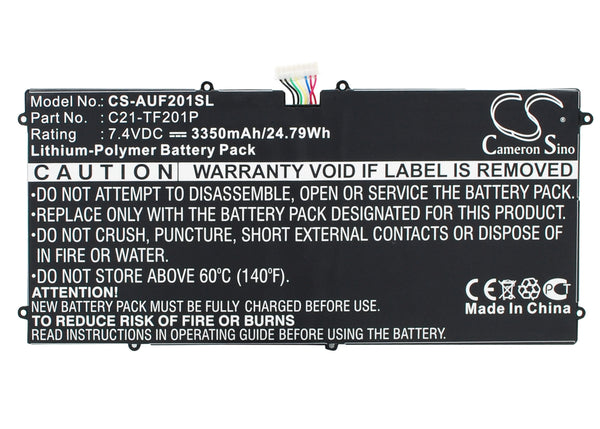 Model No.: CS-AUF201SL
Part No.: C21-TF201P
Rating: 7.4VDC 3350mAh/24.79Wh
Lithium-Polymer Battery Pack
CS
Cameron Sino
CAUTION WARRANTY VOID IF LABEL IS REMOVED
•DO NOT ATTEMPT TO DISASSEMBLE, OPEN OR SERVICE THE BATTERY PACK.
•REPLACE ONLY WITH THE BATTERY PACK DESIGNATED FOR THIS PRODUCT.
•DO NOT CRUSH, PUNCTURE, SHORT EXTERNAL CONTACTS OR DISPOSE
IN FIRE OR WATER.
•DO NOT STORE ABOVE 60°C (140°F).
ATTENTION!
NEW BATTERY PACK MUST BE FULLY CHARGED BEFORE USE
TO REDUCE RISK OF FIRE OR BURNS
READ INSTRUCTIONS IN OPERATING GUIDE BEFORE USING BATTERY
CE
Made In China